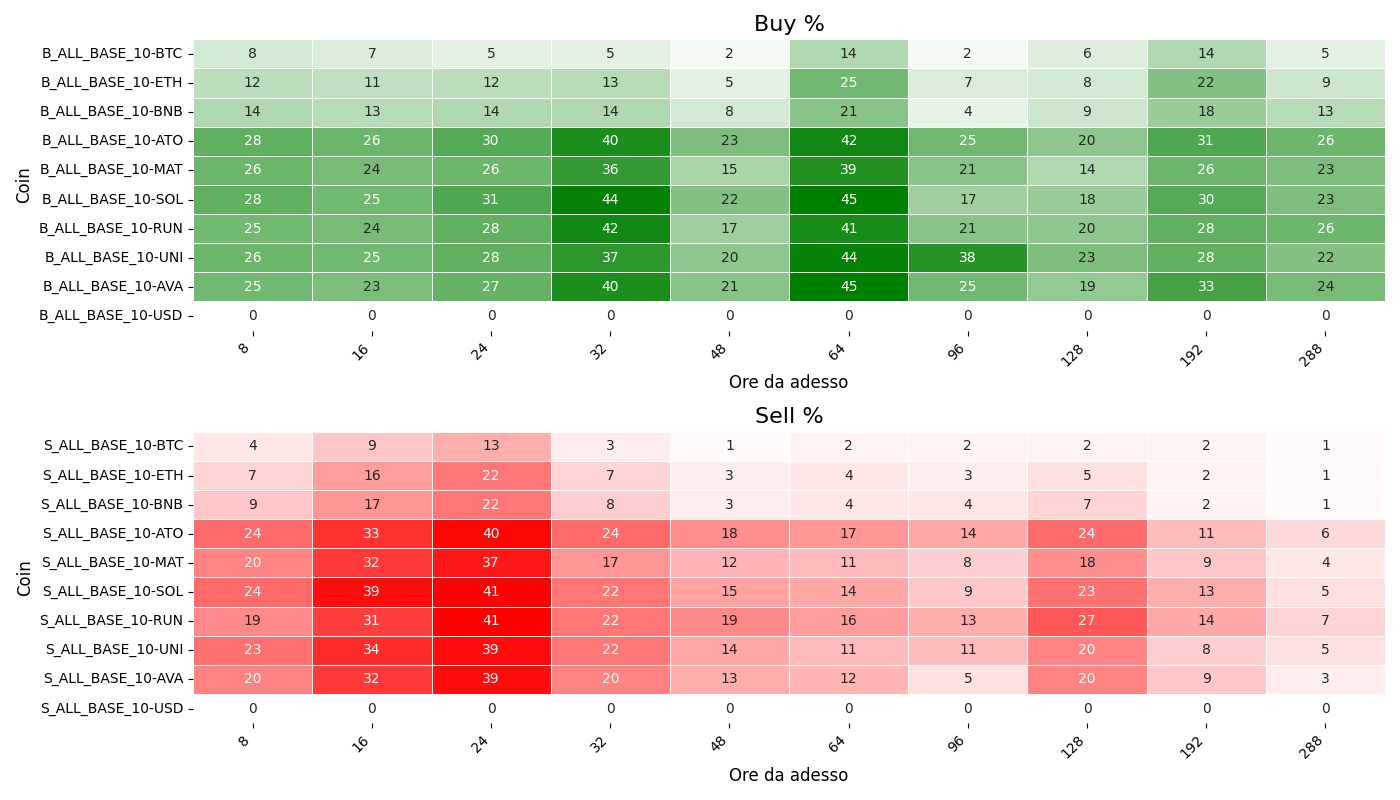 Buy %
Coin
B_ALL_BASE_10-BTC 8 7 5 5 2 14 2 6 14 5
B_ALL_BASE_10-ETH 12 11 12 13 5 25 7 8 22 9
B_ALL_BASE_10-BNB 14 13 14 14 8 21 4 9 18 13
B_ALL_BASE_10-ATO 28 26 30 40 23 42 25 20 31 26
B_ALL_BASE_10-MAT 26 24 26 36 15 39 21 14 26 23
B_ALL_BASE_10-SOL 28 25 31 44 22 45 17 18 30 23
B_ALL_BASE_10-RUN 25 24 28 42 17 41 21 20 28 26
B_ALL_BASE_10-UNI 26 25 28 37 20 44 38 23 28 22
B_ALL_BASE_10-AVA 25 23 27 40 21 45 25 19 33 24
B_ALL_BASE_10-USD 0 0 0 0 0 0 0 0 0 0
8 16 24 32 48 64 96 128 192 288
Ore da adesso
Sell %
Coin
S_ALL_BASE_10-BTC 4 9 13 3 1 2 2 2 2 1
S_ALL_BASE_10-ETH 7 16 22 7 3 4 3 5 2 1
S_ALL_BASE_10-BNB 9 17 22 8 3 4 4 7 2 1
S_ALL_BASE_10-ATO 24 33 40 24 18 17 14 24 11 6
S_ALL_BASE_10-MAT 20 32 37 17 12 11 8 18 9 4
S_ALL_BASE_10-SOL 24 39 41 22 15 14 9 23 13 5
S_ALL_BASE_10-RUN 19 31 41 22 19 16 13 27 14 7
S_ALL_BASE_10-UNI 23 34 39 22 14 11 11 20 8 5
S_ALL_BASE_10-AVA 20 32 39 20 13 12 5 20 9 3
S_ALL_BASE_10-USD 0 0 0 0 0 0 0 0 0 0
8 16 24 32 48 64 96 128 192 288
Ore da adesso